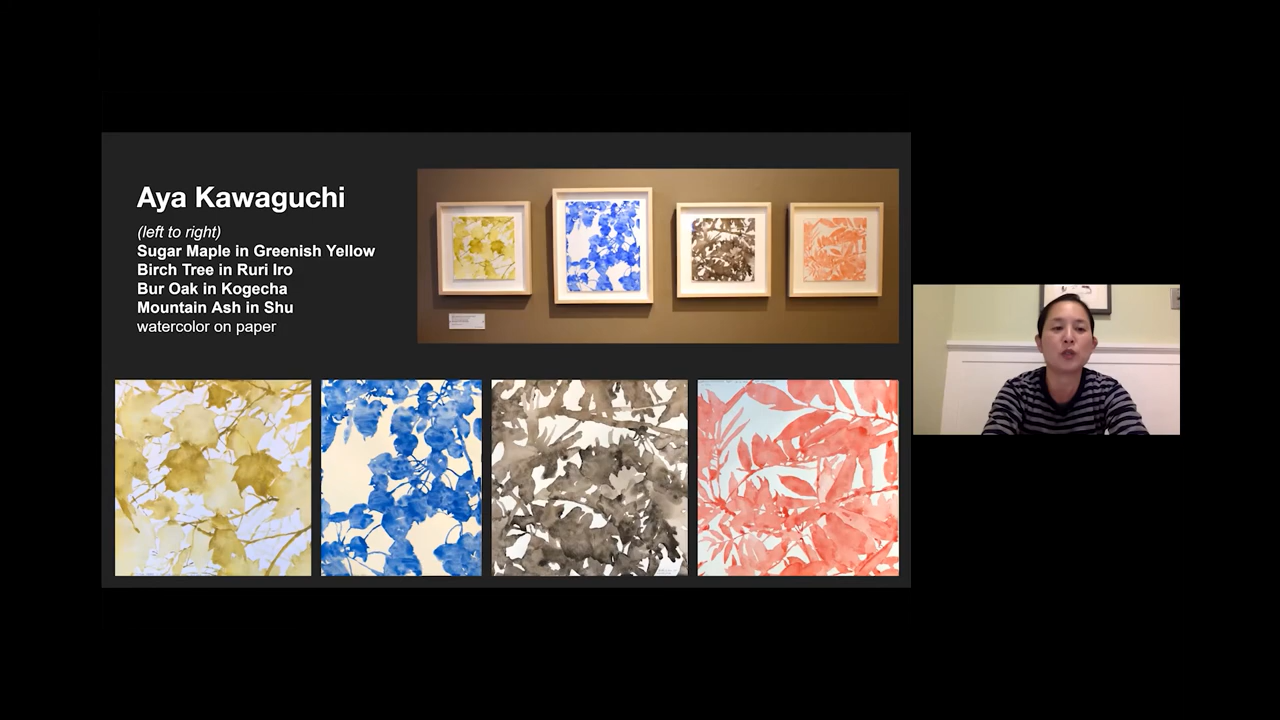 Aya Kawaguchi
(left to right)
Sugar Maple in Greenish Yellow
Birch Tree in Ruri Iro
Bur Oak in Kogecha
Mountain Ash in Shu
watercolor on paper